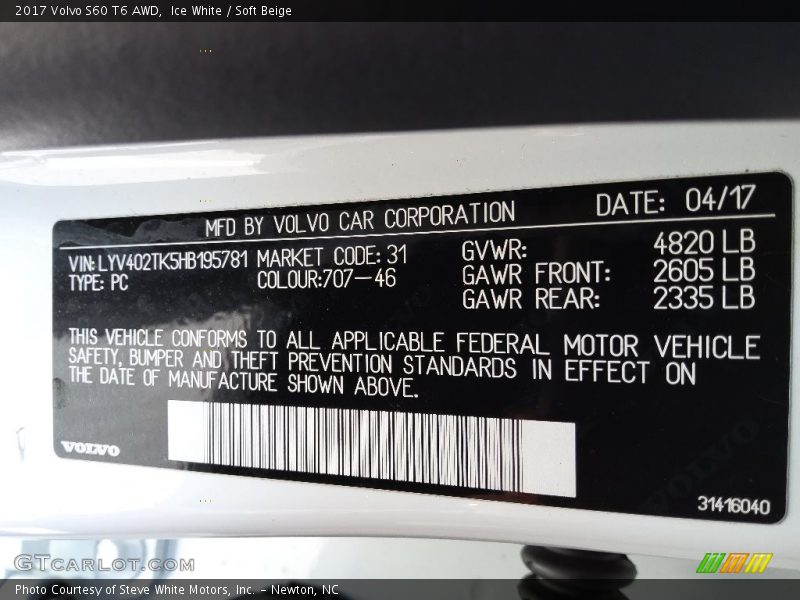 2017 Volvo S60 T6 AWD, Ice White / Soft Beige
MFD BY VOLVO CAR CORPORATION DATE: 04/17
VIN: LYV402TK5HB195781 MARKET CODE: 31 GVWR: 4820 LB
TYPE: PC COLOUR:707-46 GAWR FRONT: 2605 LB
GAWR REAR: 2335 LB
THIS VEHICLE CONFORMS TO ALL APPLICABLE FEDERAL MOTOR VEHICLE
SAFETY, BUMPER AND THEFT PREVENTION STANDARDS IN EFFECT ON
THE DATE OF MANUFACTURE SHOWN ABOVE.
VOLVO
VOLVO
31416040
GTCARLOT.COM
Photo Courtesy of Steve White Motors, Inc. - Newton, NC